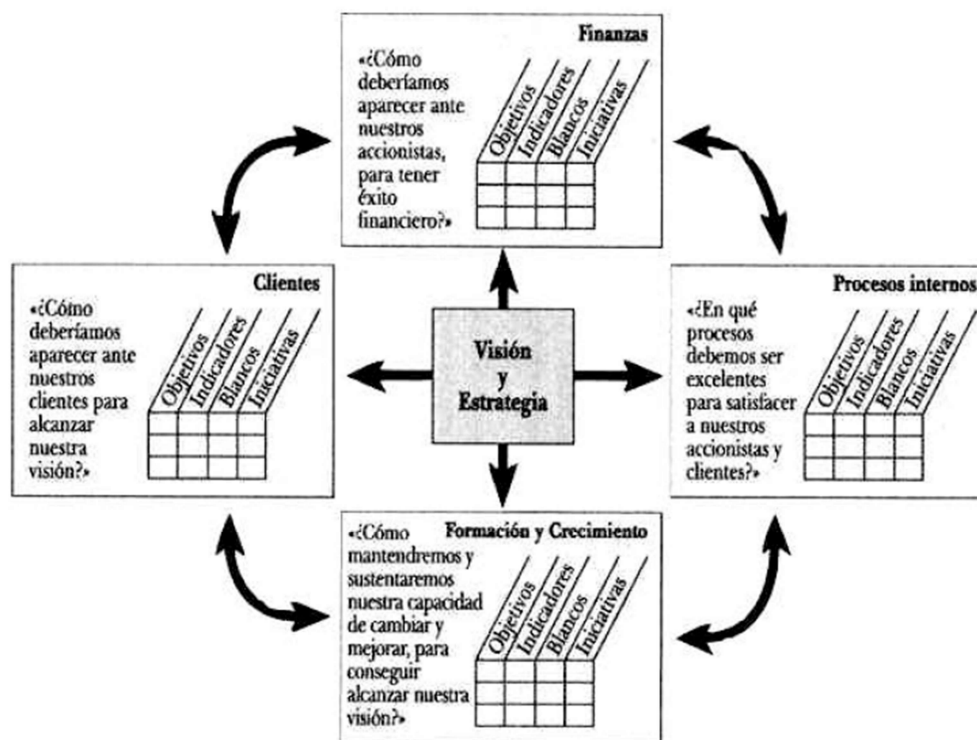 Finanzas
«¿Cómo
deberíamos
aparecer ante
nuestros
accionistas,
para tener
éxito
financiero?»
Objetivos
Indicadores
Blancos
Iniciativas
Clientes
«¿Cómo
deberíamos
aparecer ante
nuestros
clientes para
alcanzar
nuestra
visión?»
Objetivos
Indicadores
Blancos
Iniciativas
Visión
y
Estrategia
Procesos internos
«¿En qué
procesos
debemos ser
excelentes
para satisfacer
a nuestros
accionistas y
clientes?»
Objetivos
Indicadores
Blancos
Iniciativas
Formación y Crecimiento
«¿Cómo
mantendremos y
sustentaremos
nuestra capacidad
de cambiar y
mejorar, para
conseguir
alcanzar nuestra
visión?»
Objetivos
Indicadores
Blancos
Iniciativas